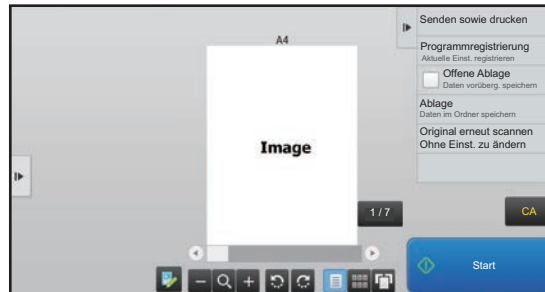 A4
Image
1 / 7
Senden sowie drucken
Programmregistrierung
Aktuelle Einst. registrieren
Offene Ablage
Daten vorüberg. speichern
Ablage
Daten im Ordner speichern
Original erneut scannen
Ohne Einst. zu ändern
CA
Start